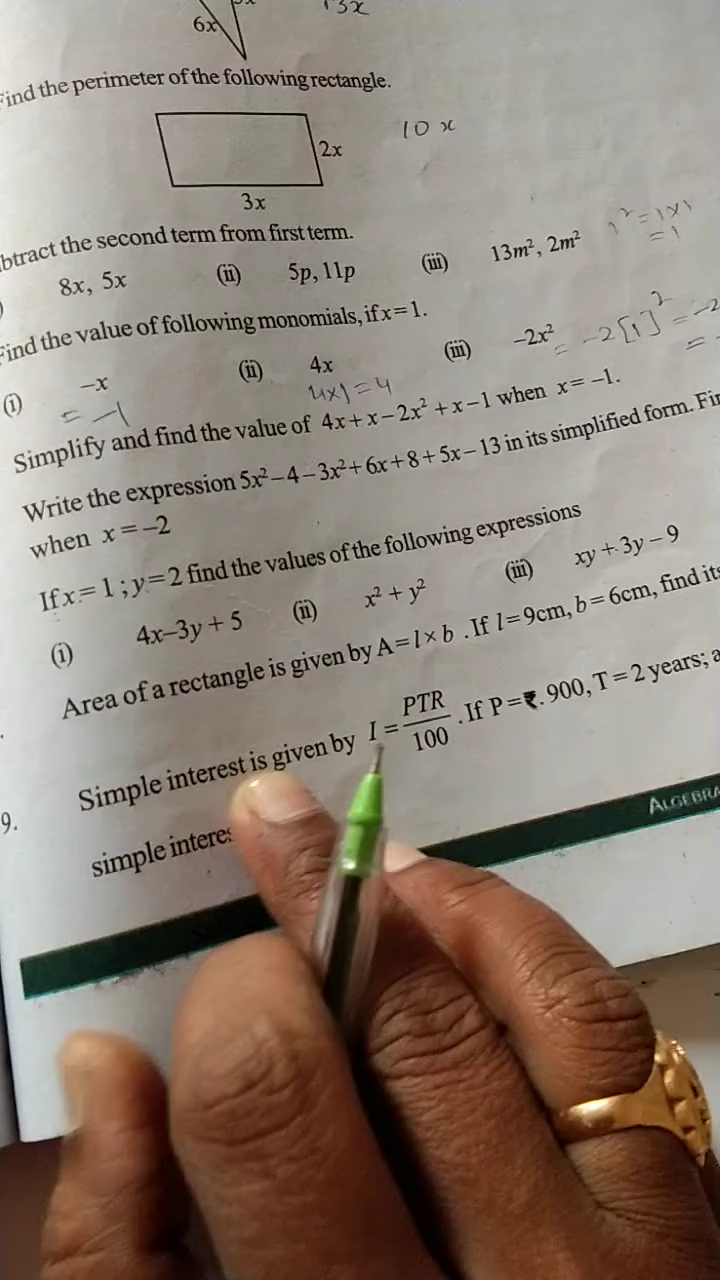 6x
13x
Find the perimeter of the following rectangle.
2x
10 x
3x
btract the second term from first term.
8x, 5x (ii) 5p, 11p (iii) 13m², 2m² 1² = 1×1
= 1
Find the value of following monomials, if x=1.
(i) −x (ii) 4x (iii) −2x² = −2[1]² = −2
= −1 4×1=4 =
Simplify and find the value of 4x+x−2x²+x−1 when x=−1.
Write the expression 5x²−4−3x²+6x+8+5x−13 in its simplified form. Fin
when x=−2
If x=1; y=2 find the values of the following expressions
(i) 4x−3y+5 (ii) x²+y² (iii) xy+3y−9
Area of a rectangle is given by A=l×b. If l=9cm, b=6cm, find its
9. Simple interest is given by I = PTR/100. If P=₹.900, T=2 years; a
simple interes
ALGEBRA